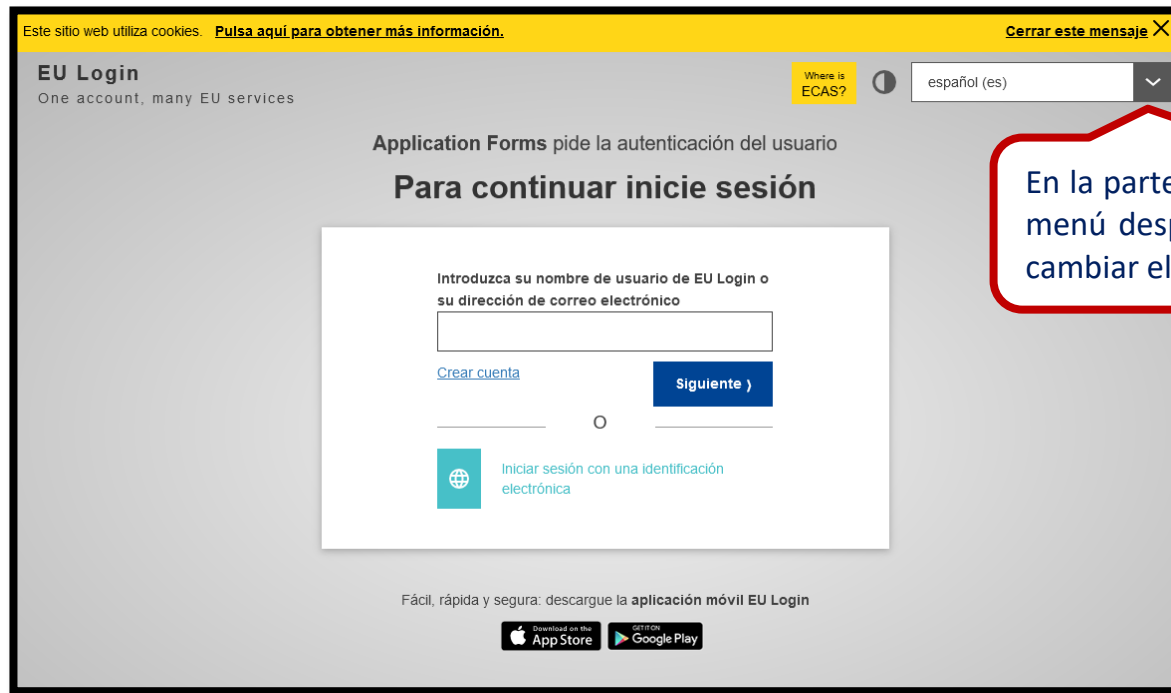 Este sitio web utiliza cookies. Pulsa aquí para obtener más información. Cerrar este mensaje
EU Login
One account, many EU services
Where is
ECAS?
español (es)
Application Forms pide la autenticación del usuario
Para continuar inicie sesión
En la parte
menú desp
cambiar el
Introduzca su nombre de usuario de EU Login o
su dirección de correo electrónico
Crear cuenta
Siguiente ⟩
O
Iniciar sesión con una identificación
electrónica
Fácil, rápida y segura: descargue la aplicación móvil EU Login
Download on the
App Store
GET IT ON
Google Play